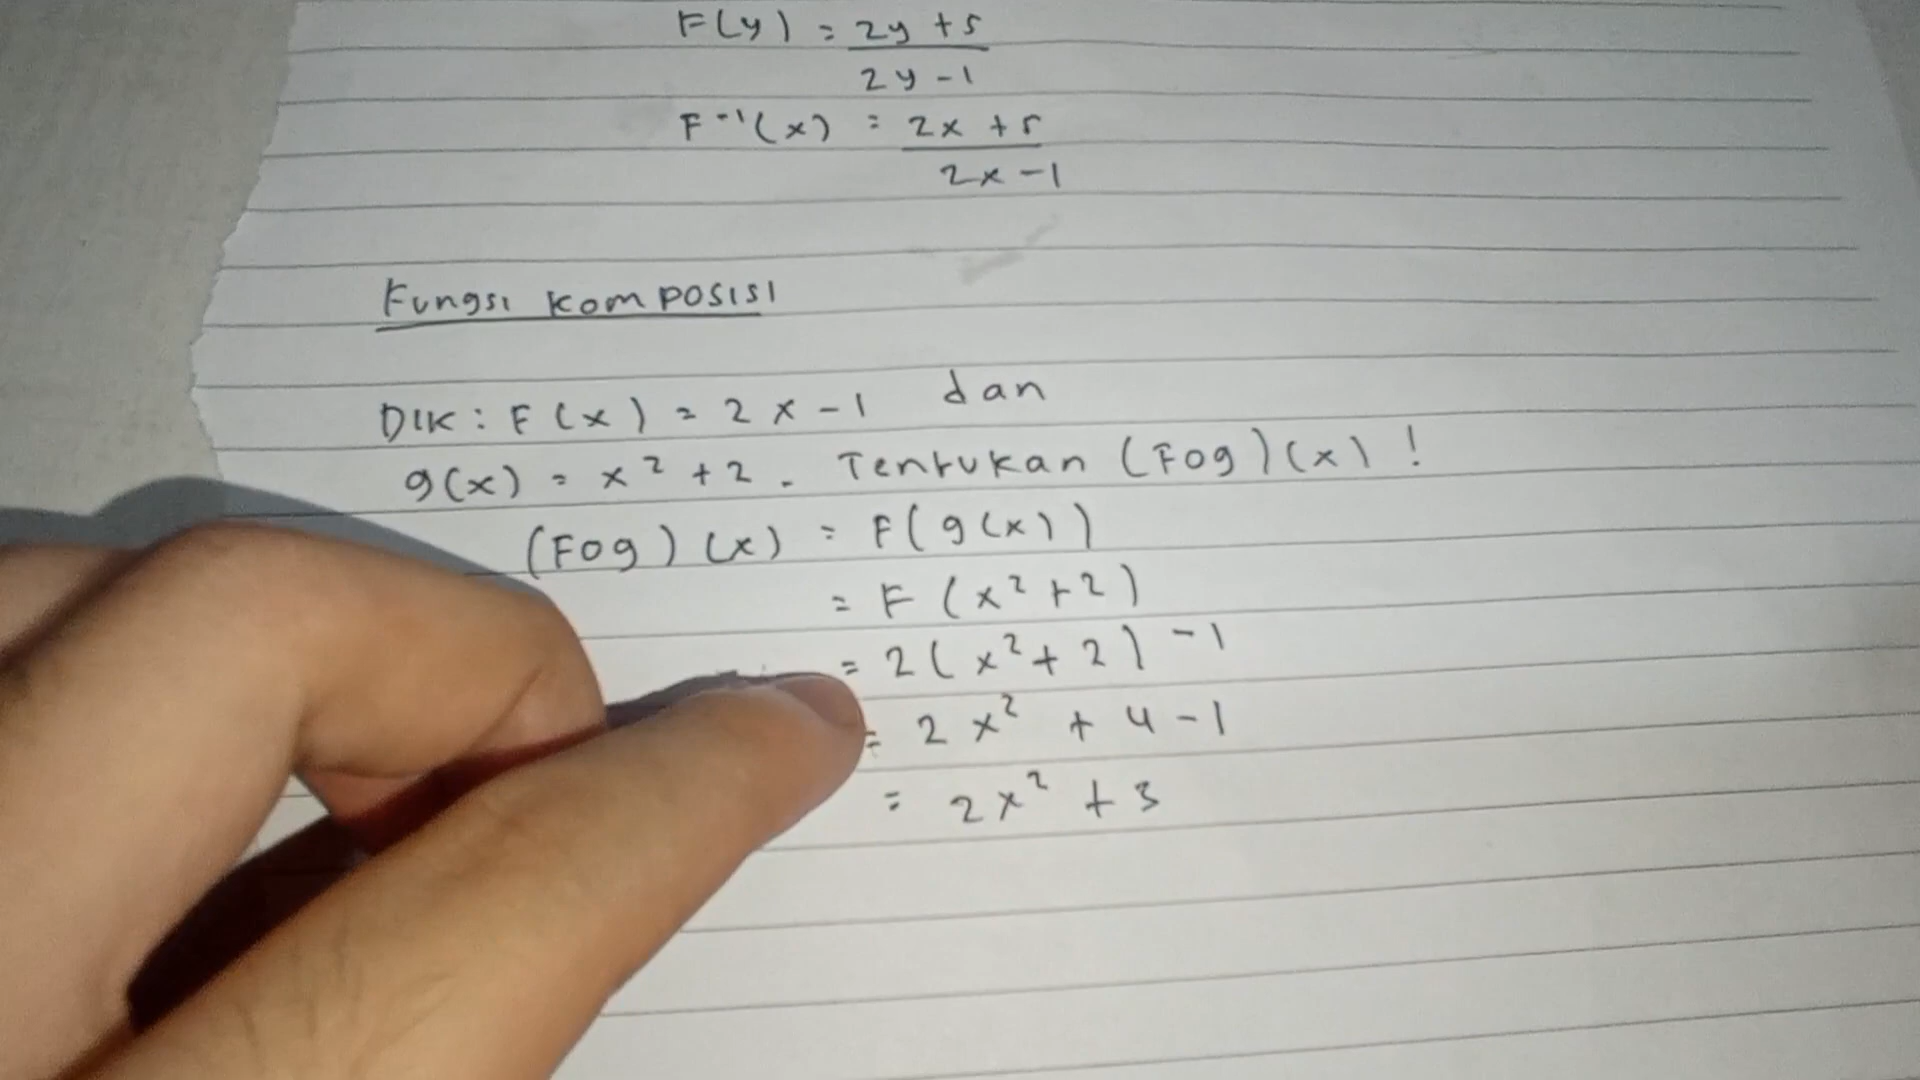 F(y) = 2y + 5
2y - 1
F⁻¹(x) = 2x + 5
2x - 1
Fungsi Komposisi
DIK : F(x) = 2x - 1 dan
g(x) = x² + 2. Tentukan (Fog)(x) !
(Fog)(x) = F(g(x))
= F(x² + 2)
= 2(x² + 2) - 1
= 2x² + 4 - 1
= 2x² + 3